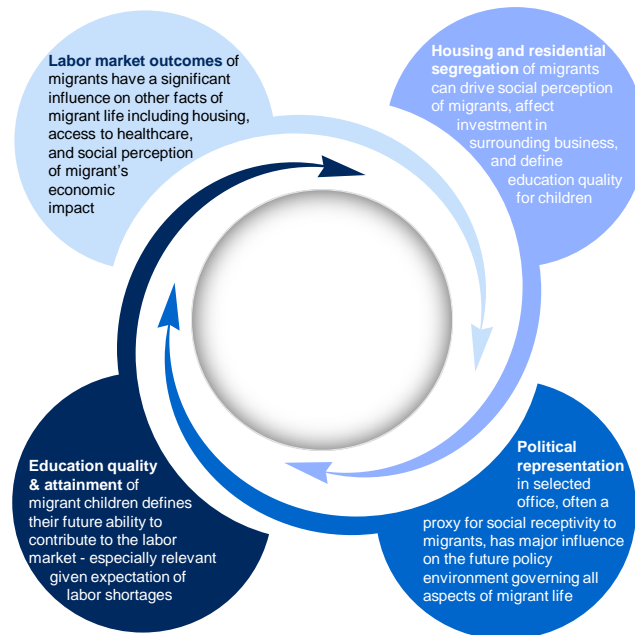 Labor market outcomes of
migrants have a significant
influence on other facts of
migrant life including housing,
access to healthcare,
and social perception
of migrant's
economic
impact
Housing and residential
segregation of migrants
can drive social perception
of migrants, affect
investment in
surrounding business,
and define
education quality
for children
Education quality
& attainment of
migrant children defines
their future ability to
contribute to the labor
market - especially relevant
given expectation of
labor shortages
Political
representation
in selected
office, often a
proxy for social receptivity to
migrants, has major influence
on the future policy
environment governing all
aspects of migrant life